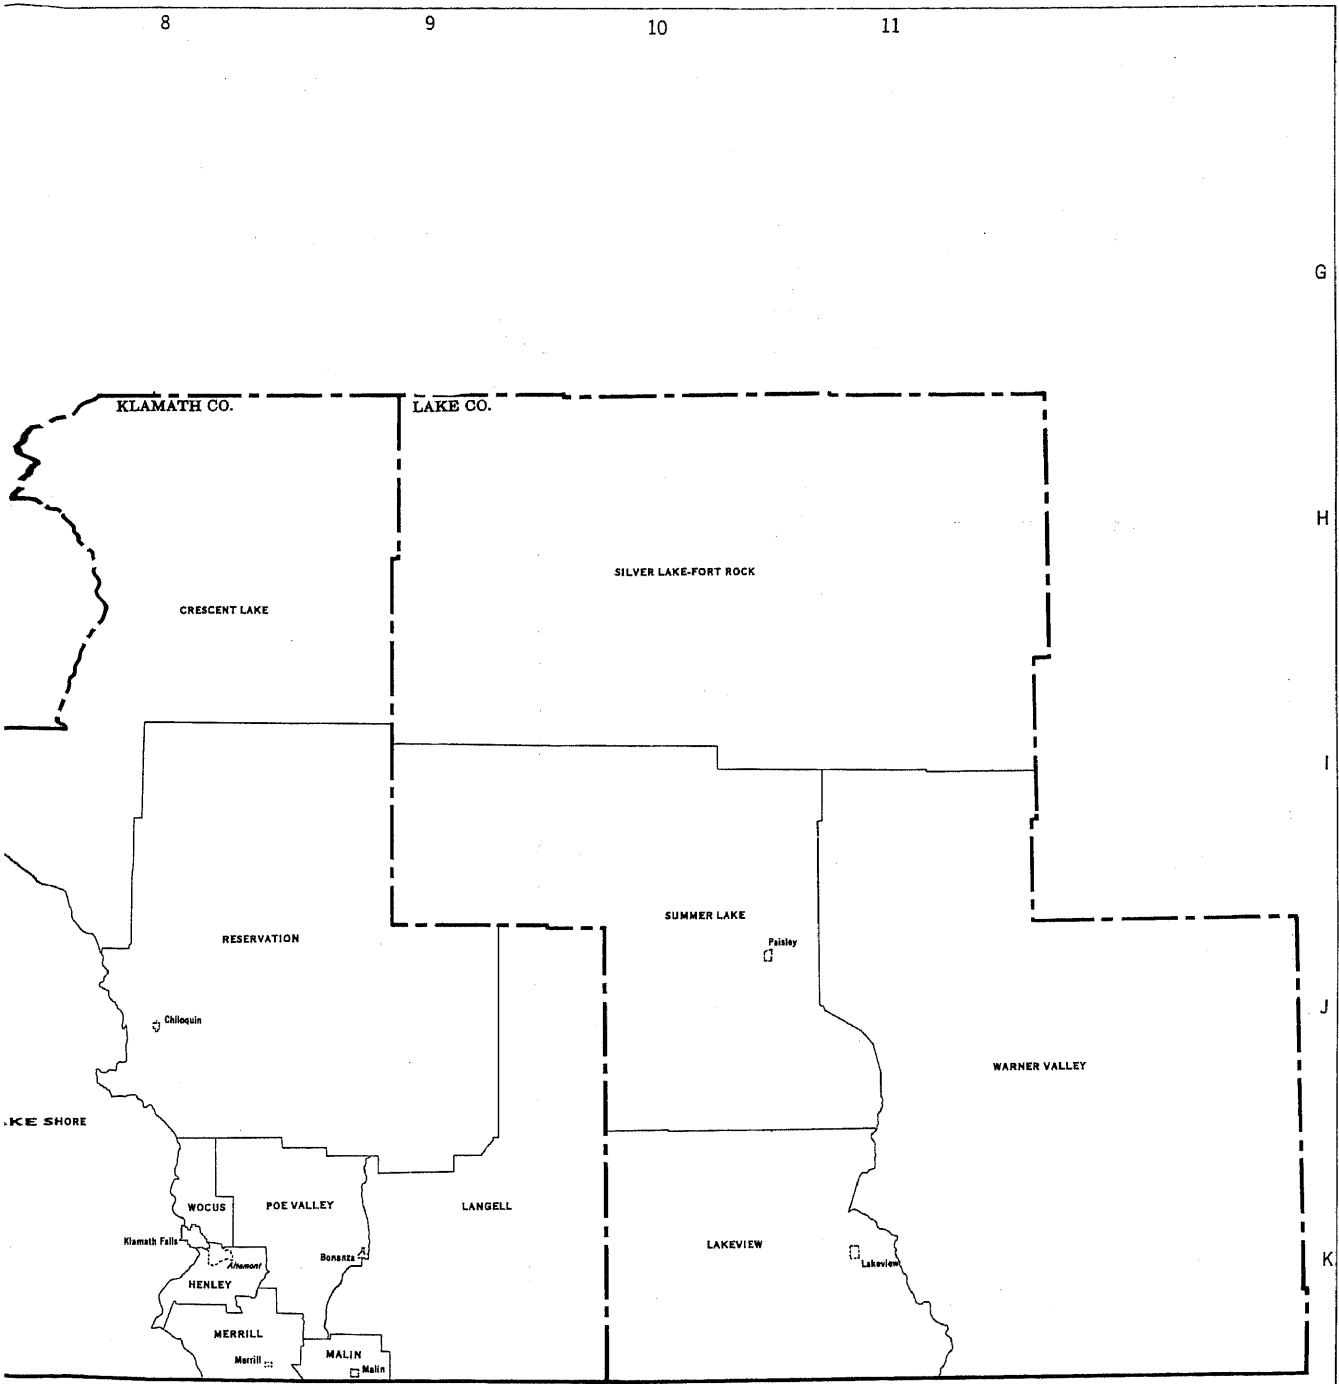 8 9 10 11
G
KLAMATH CO. LAKE CO.
H
SILVER LAKE-FORT ROCK
CRESCENT LAKE
I
SUMMER LAKE
RESERVATION
Paisley
J
Chiloquin
WARNER VALLEY
KE SHORE
WOCUS
POE VALLEY
LANGELL
Klamath Falls
LAKEVIEW
Bonanza
Altamont
Lakeview
K
HENLEY
MERRILL
MALIN
Merrill
Malin